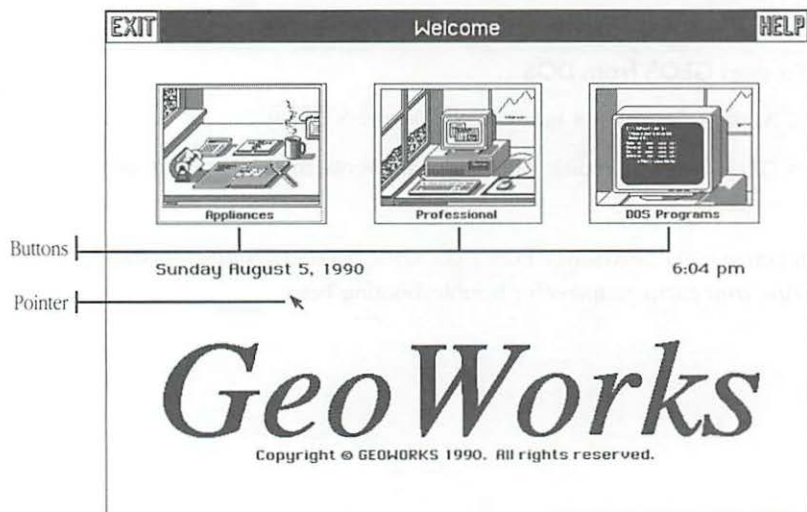 EXIT Welcome HELP
Appliances Professional DOS Programs
Buttons
Sunday August 5, 1990 6:04 pm
Pointer
GeoWorks
Copyright © GEOWORKS 1990. All rights reserved.